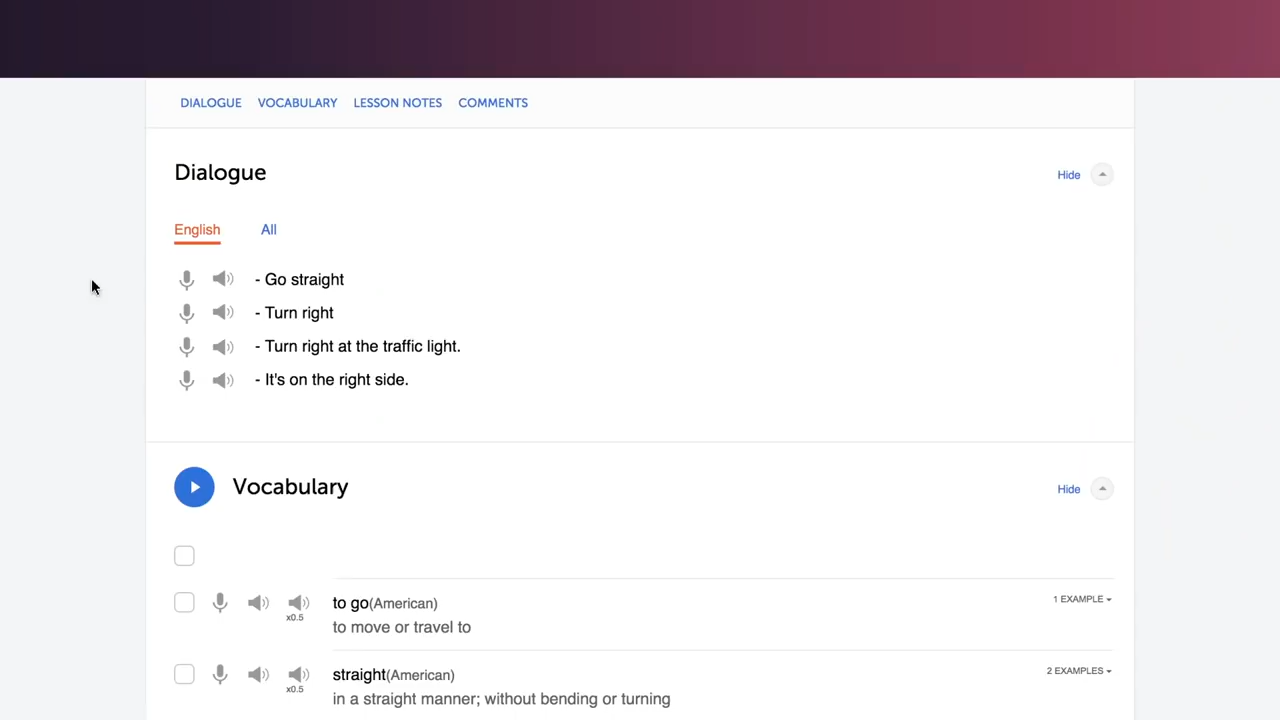 DIALOGUE VOCABULARY LESSON NOTES COMMENTS
Dialogue
Hide
English All
- Go straight
- Turn right
- Turn right at the traffic light.
- It's on the right side.
Vocabulary
Hide
to go(American)
1 EXAMPLE
x0.5
to move or travel to
straight(American)
2 EXAMPLES
x0.5
in a straight manner; without bending or turning